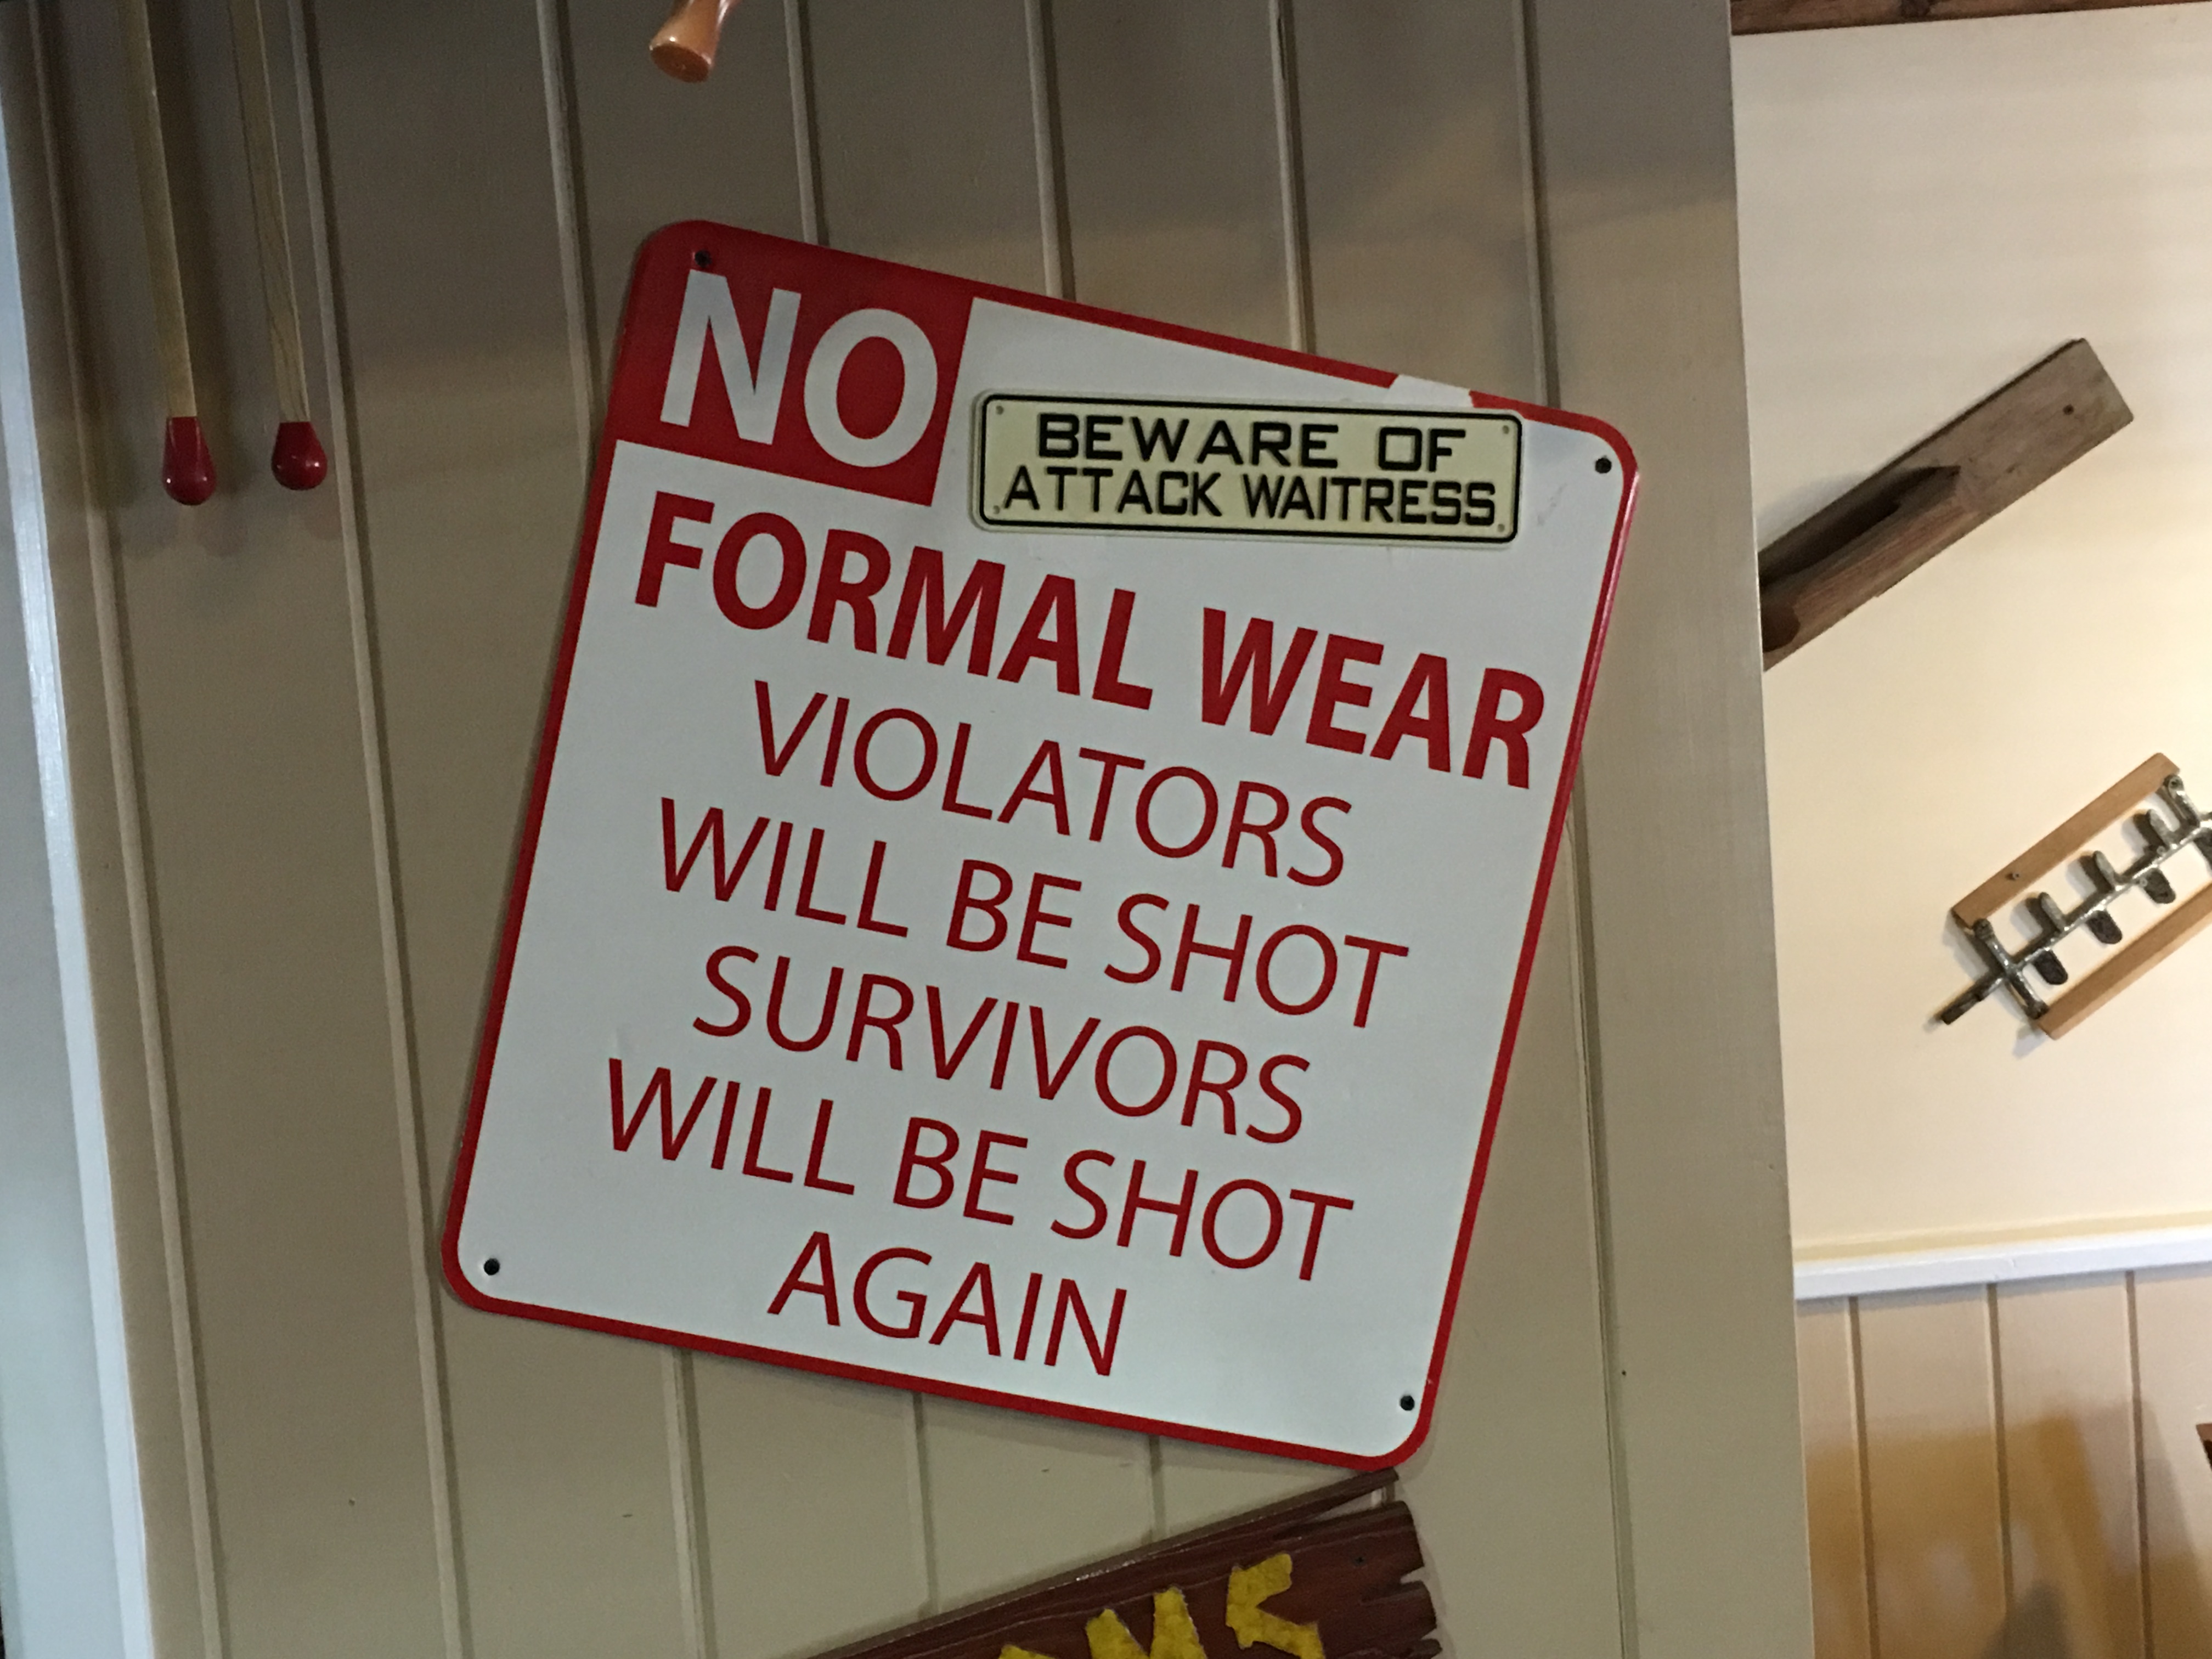 NO
BEWARE OF
ATTACK WAITRESS
FORMAL WEAR
VIOLATORS
WILL BE SHOT
SURVIVORS
WILL BE SHOT
AGAIN